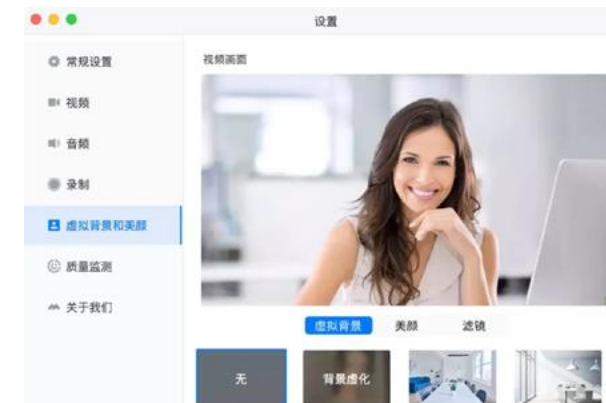 设置
常规设置
视频
音频
录制
虚拟背景和美颜
质量监测
关于我们
视频画面
虚拟背景 美颜 滤镜
无 背景虚化